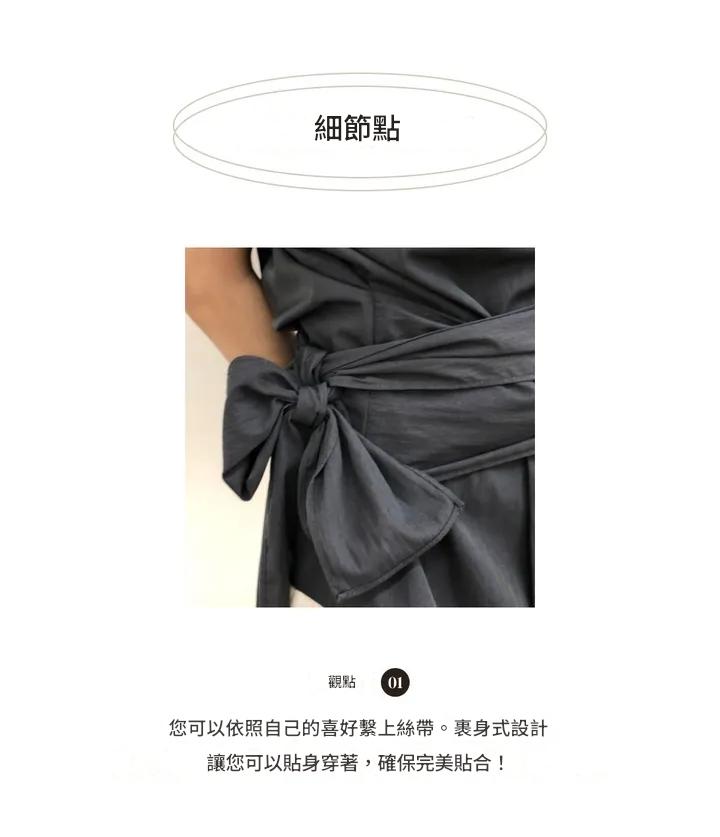 細節點
觀點 01
您可以依照自己的喜好繫上絲帶。裹身式設計
讓您可以貼身穿著，確保完美貼合！